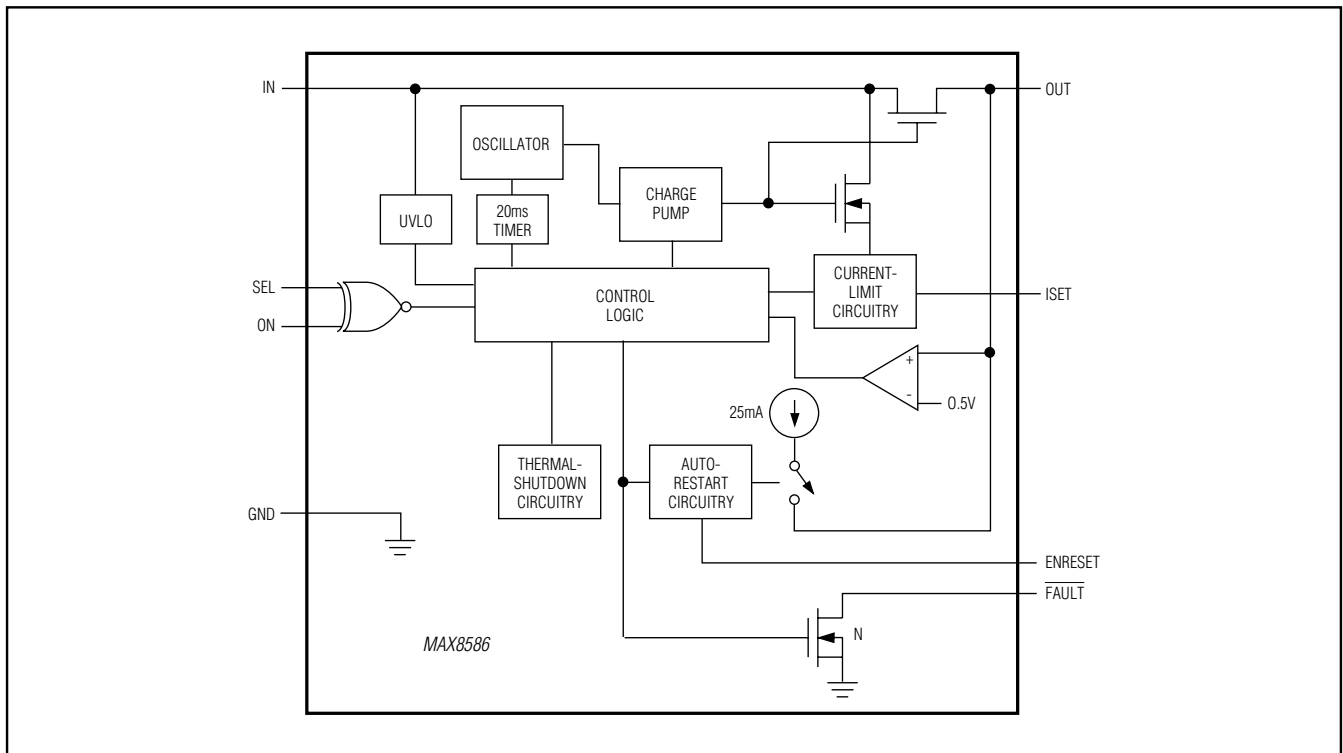 IN
OUT
OSCILLATOR
CHARGE
PUMP
UVLO
20ms
TIMER
SEL
ON
CONTROL
LOGIC
CURRENT-
LIMIT
CIRCUITRY
ISET
+
-
0.5V
25mA
THERMAL-
SHUTDOWN
CIRCUITRY
AUTO-
RESTART
CIRCUITRY
GND
ENRESET
FAULT
N
MAX8586